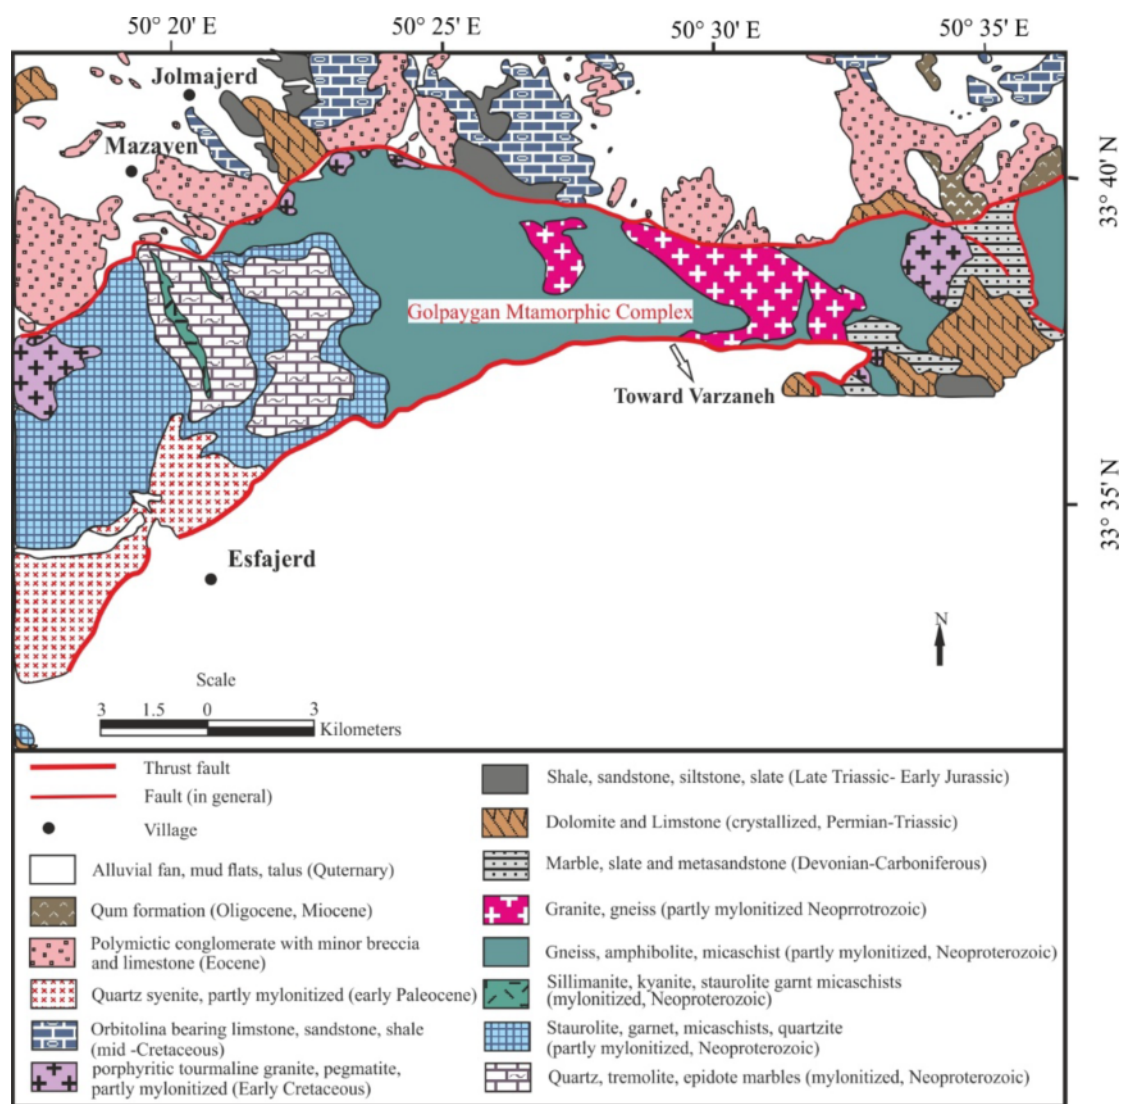 50° 20' E
50° 25' E
50° 30' E
50° 35' E
Jolmajerd
Mazayen
33° 40' N
Golpaygan Mtamorphic Complex
Toward Varzaneh
33° 35' N
Esfajerd
N
Scale
3 1.5 0 3
Kilometers
Thrust fault
Fault (in general)
Village
Alluvial fan, mud flats, talus (Quternary)
Qum formation (Oligocene, Miocene)
Polymictic conglomerate with minor breccia
and limestone (Eocene)
Quartz syenite, partly mylonitized (early Paleocene)
Orbitolina bearing limstone, sandstone, shale
(mid -Cretaceous)
porphyritic tourmaline granite, pegmatite,
partly mylonitized (Early Cretaceous)
Shale, sandstone, siltstone, slate (Late Triassic- Early Jurassic)
Dolomite and Limstone (crystallized, Permian-Triassic)
Marble, slate and metasandstone (Devonian-Carboniferous)
Granite, gneiss (partly mylonitized Neoprrotrozoic)
Gneiss, amphibolite, micaschist (partly mylonitized, Neoproterozoic)
Sillimanite, kyanite, staurolite garnt micaschists
(mylonitized, Neoproterozoic)
Staurolite, garnet, micaschists, quartzite
(partly mylonitized, Neoproterozoic)
Quartz, tremolite, epidote marbles (mylonitized, Neoproterozoic)